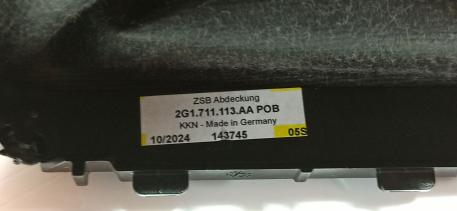 ZSB Abdeckung
2G1.711.113.AA POB
KKN - Made in Germany
10/2024 143745 05S